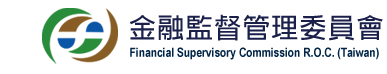 金融監督管理委員會
Financial Supervisory Commission R.O.C. (Taiwan)